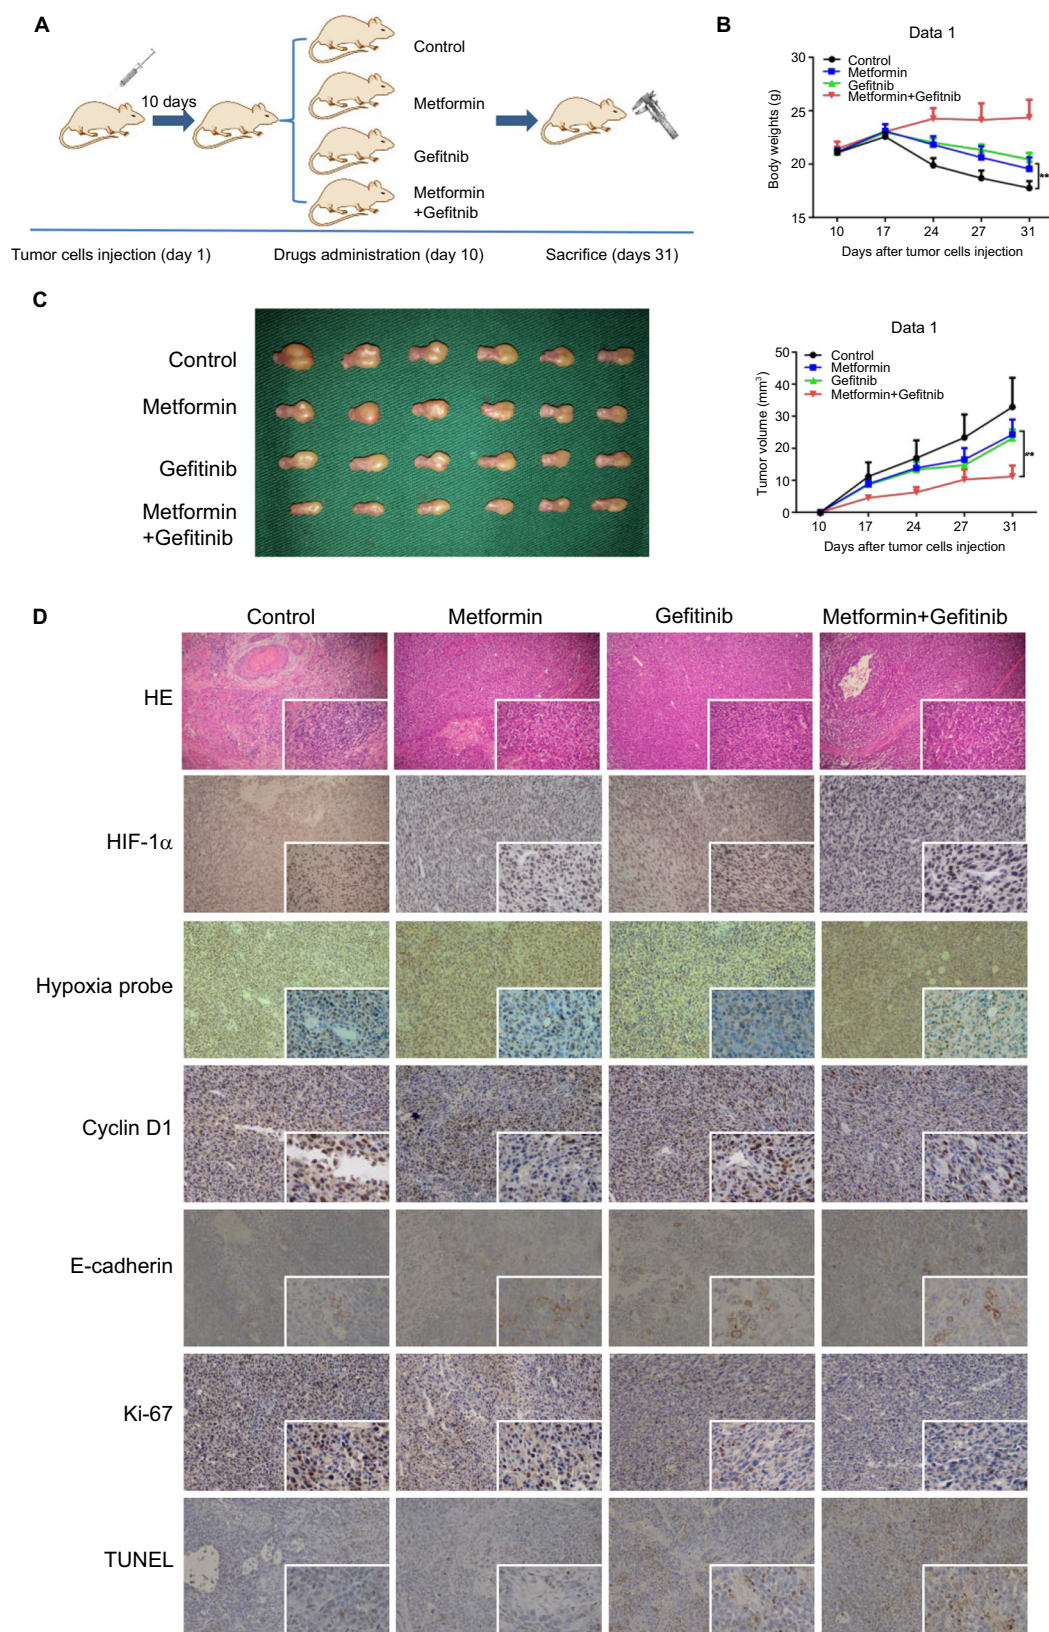 A
10 days
Control
Metformin
Gefitnib
Metformin
+Gefitnib
Tumor cells injection (day 1)
Drugs administration (day 10)
Sacrifice (days 31)
B
Data 1
Body weights (g)
30
25
20
15
Control
Metformin
Gefitnib
Metformin+Gefitnib
**
10
17
24
27
31
Days after tumor cells injection
C
Control
Metformin
Gefitinib
Metformin
+Gefitinib
Data 1
Tumor volume (mm³)
50
40
30
20
10
0
Control
Metformin
Gefitnib
Metformin+Gefitnib
**
10
17
24
27
31
Days after tumor cells injection
D
Control
Metformin
Gefitinib
Metformin+Gefitinib
HE
HIF-1α
Hypoxia probe
Cyclin D1
E-cadherin
Ki-67
TUNEL